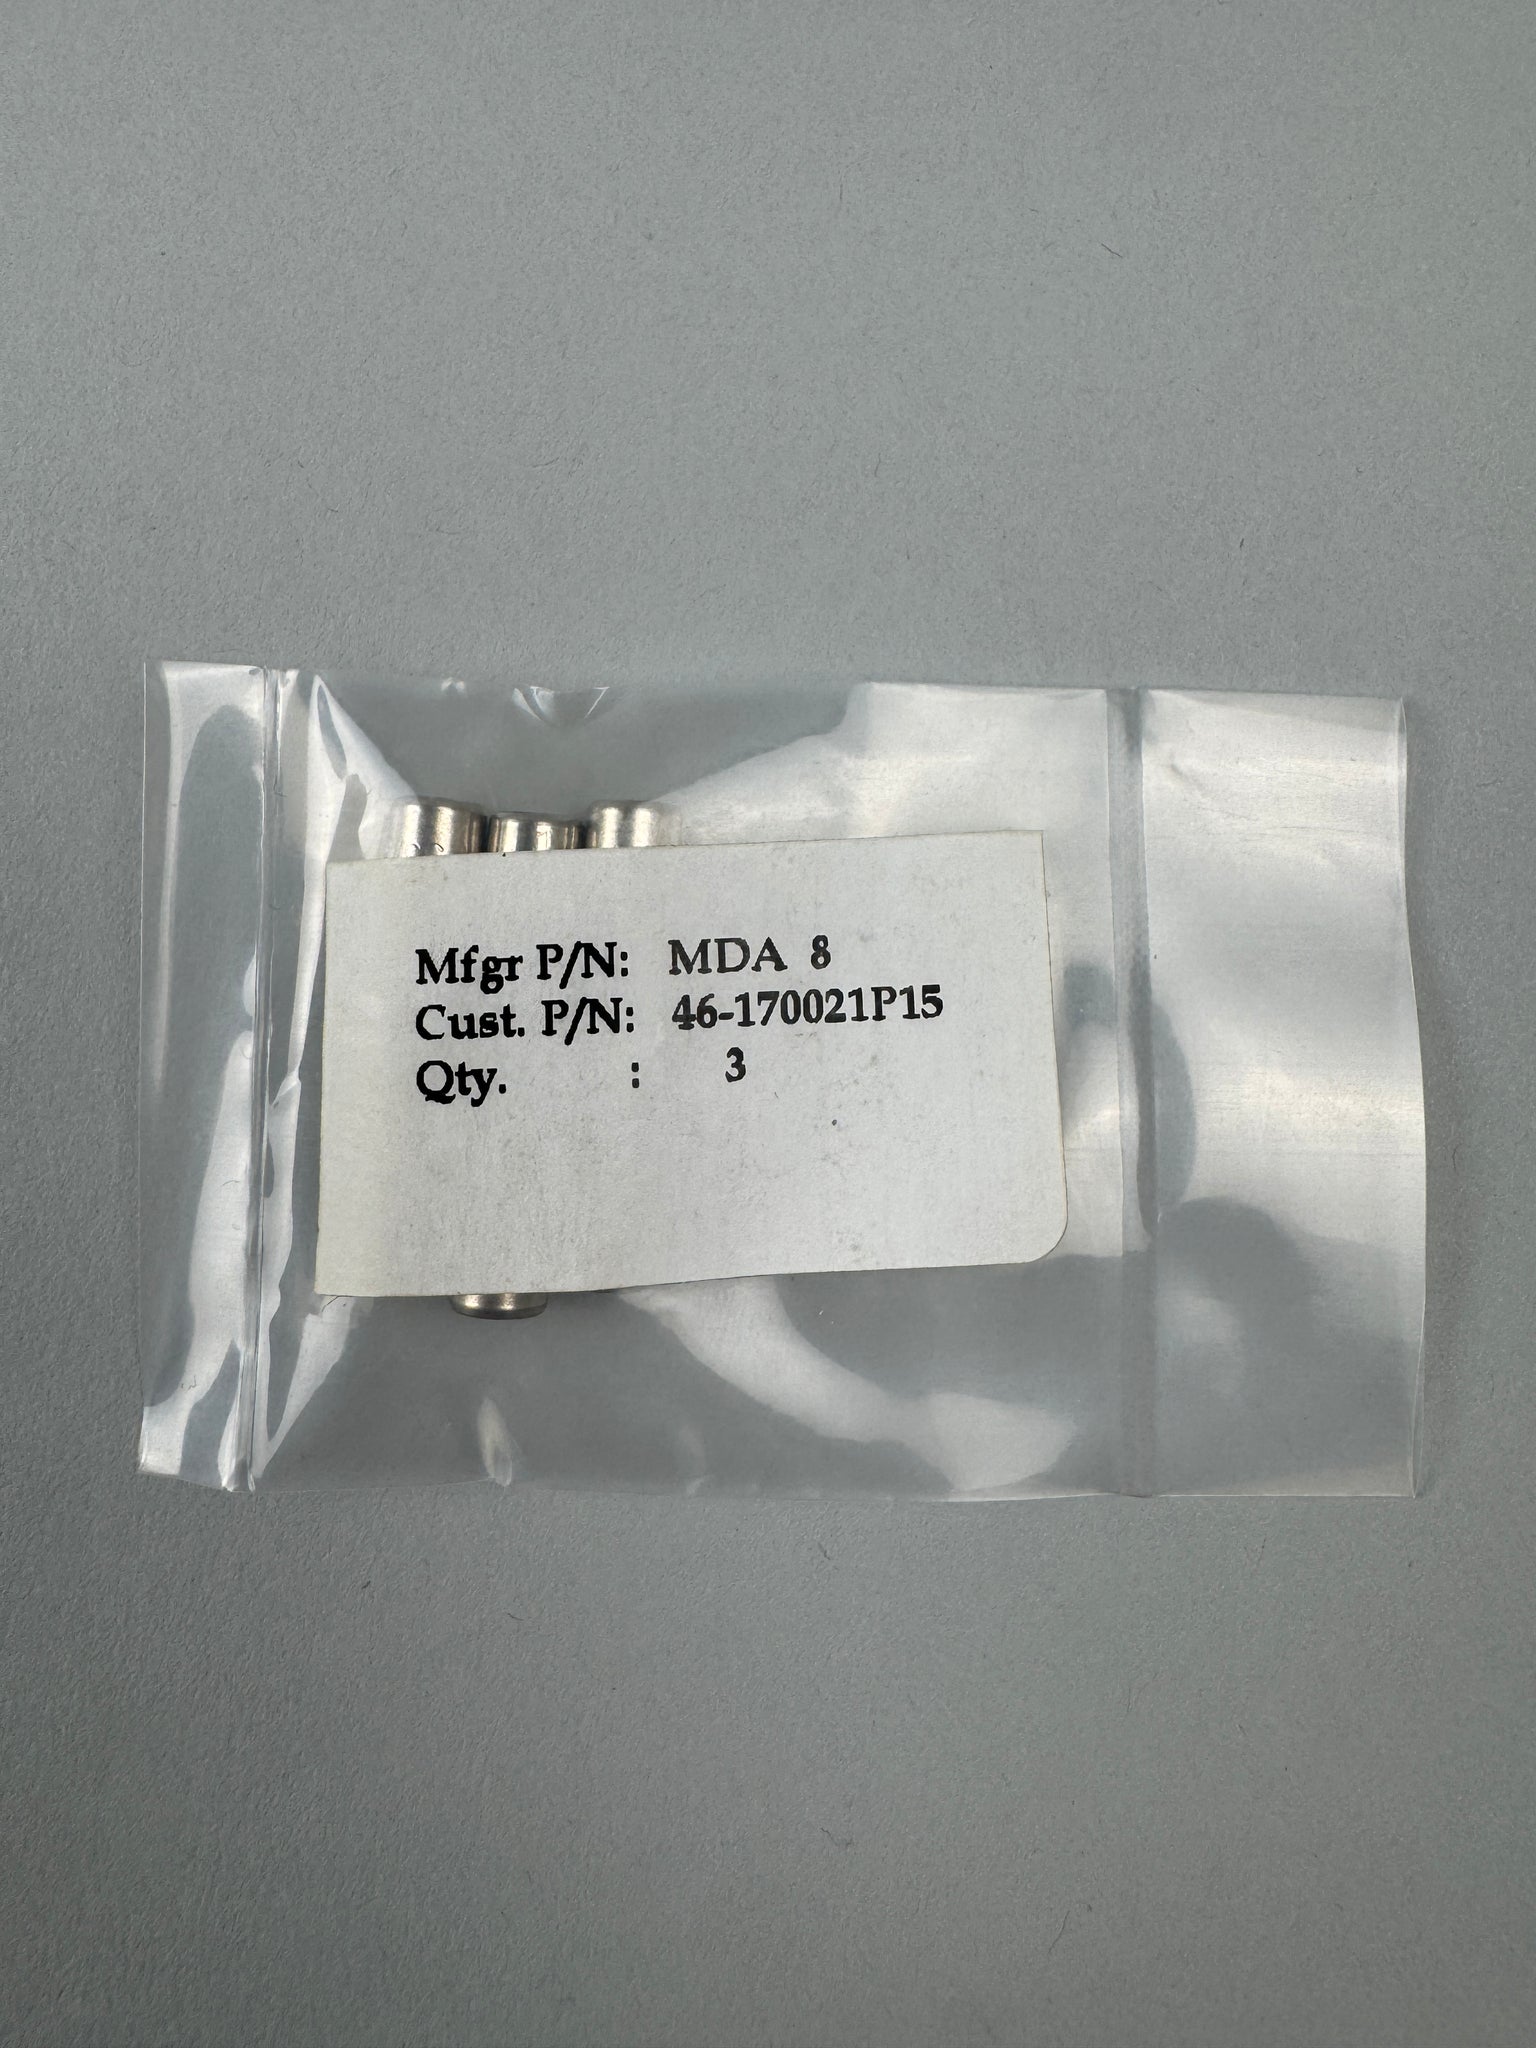 Mfgr P/N: MDA 8
Cust. P/N: 46-170021P15
Qty. : 3